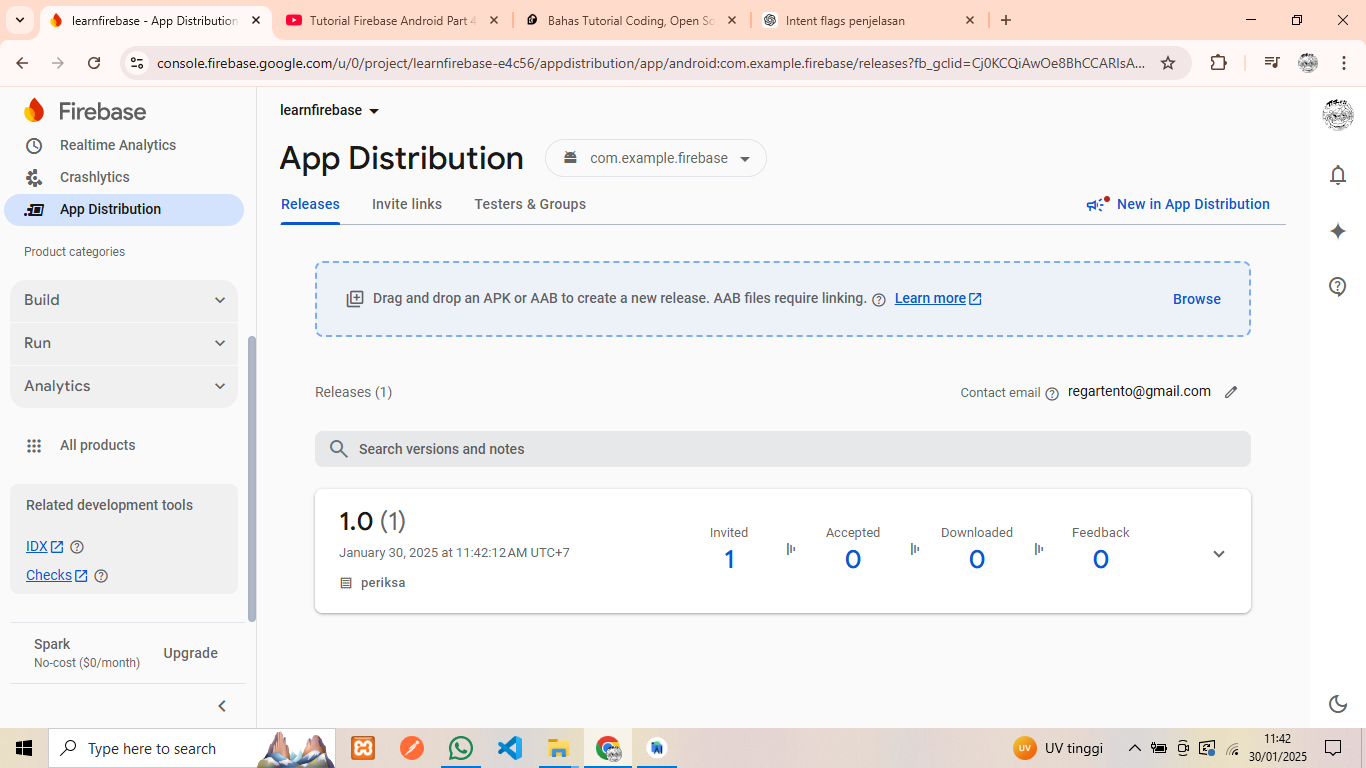 learnfirebase - App Distribution
Tutorial Firebase Android Part 4
Bahas Tutorial Coding, Open So
Intent flags penjelasan
console.firebase.google.com/u/0/project/learnfirebase-e4c56/appdistribution/app/android:com.example.firebase/releases?fb_gclid=Cj0KCQiAwOe8BhCCARIsA...
Firebase
Realtime Analytics
Crashlytics
App Distribution
Product categories
Build
Run
Analytics
All products
Related development tools
IDX
Checks
Spark
No-cost ($0/month)
Upgrade
learnfirebase
App Distribution
com.example.firebase
Releases
Invite links
Testers & Groups
New in App Distribution
Drag and drop an APK or AAB to create a new release. AAB files require linking.
Learn more
Browse
Releases (1)
Contact email
regartento@gmail.com
Search versions and notes
1.0 (1)
January 30, 2025 at 11:42:12 AM UTC+7
periksa
Invited
1
Accepted
0
Downloaded
0
Feedback
0
Type here to search
UV
UV tinggi
11:42
30/01/2025